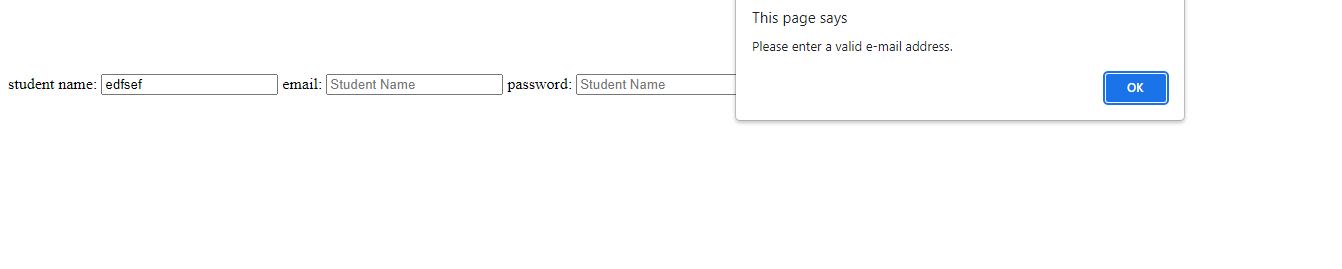 This page says
Please enter a valid e-mail address.
OK
student name: edfsef email: Student Name password: Student Name